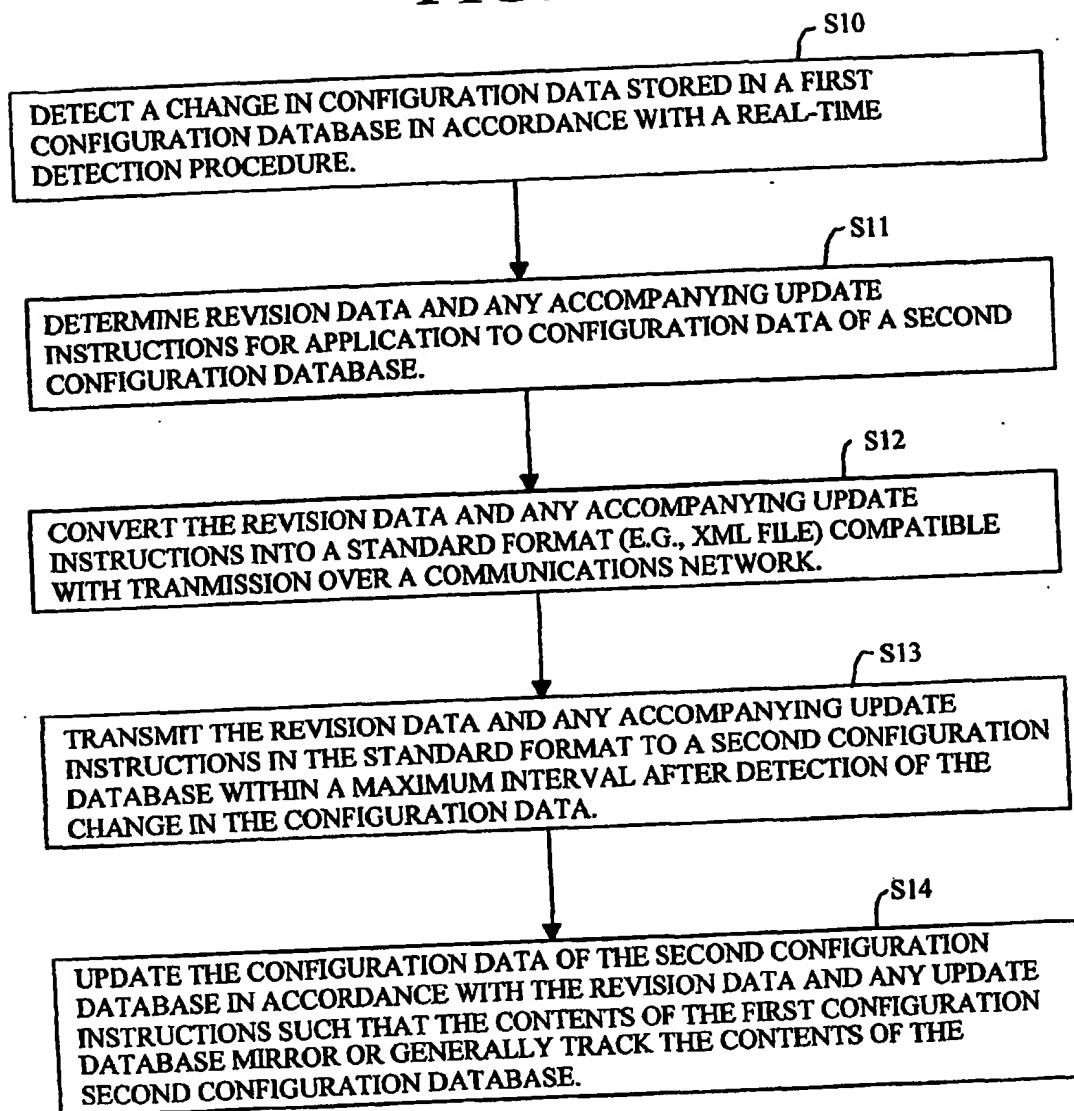 S10
DETECT A CHANGE IN CONFIGURATION DATA STORED IN A FIRST
CONFIGURATION DATABASE IN ACCORDANCE WITH A REAL-TIME
DETECTION PROCEDURE.
S11
DETERMINE REVISION DATA AND ANY ACCOMPANYING UPDATE
INSTRUCTIONS FOR APPLICATION TO CONFIGURATION DATA OF A SECOND
CONFIGURATION DATABASE.
S12
CONVERT THE REVISION DATA AND ANY ACCOMPANYING UPDATE
INSTRUCTIONS INTO A STANDARD FORMAT (E.G., XML FILE) COMPATIBLE
WITH TRANMISSION OVER A COMMUNICATIONS NETWORK.
S13
TRANSMIT THE REVISION DATA AND ANY ACCOMPANYING UPDATE
INSTRUCTIONS IN THE STANDARD FORMAT TO A SECOND CONFIGURATION
DATABASE WITHIN A MAXIMUM INTERVAL AFTER DETECTION OF THE
CHANGE IN THE CONFIGURATION DATA.
S14
UPDATE THE CONFIGURATION DATA OF THE SECOND CONFIGURATION
DATABASE IN ACCORDANCE WITH THE REVISION DATA AND ANY UPDATE
INSTRUCTIONS SUCH THAT THE CONTENTS OF THE FIRST CONFIGURATION
DATABASE MIRROR OR GENERALLY TRACK THE CONTENTS OF THE
SECOND CONFIGURATION DATABASE.